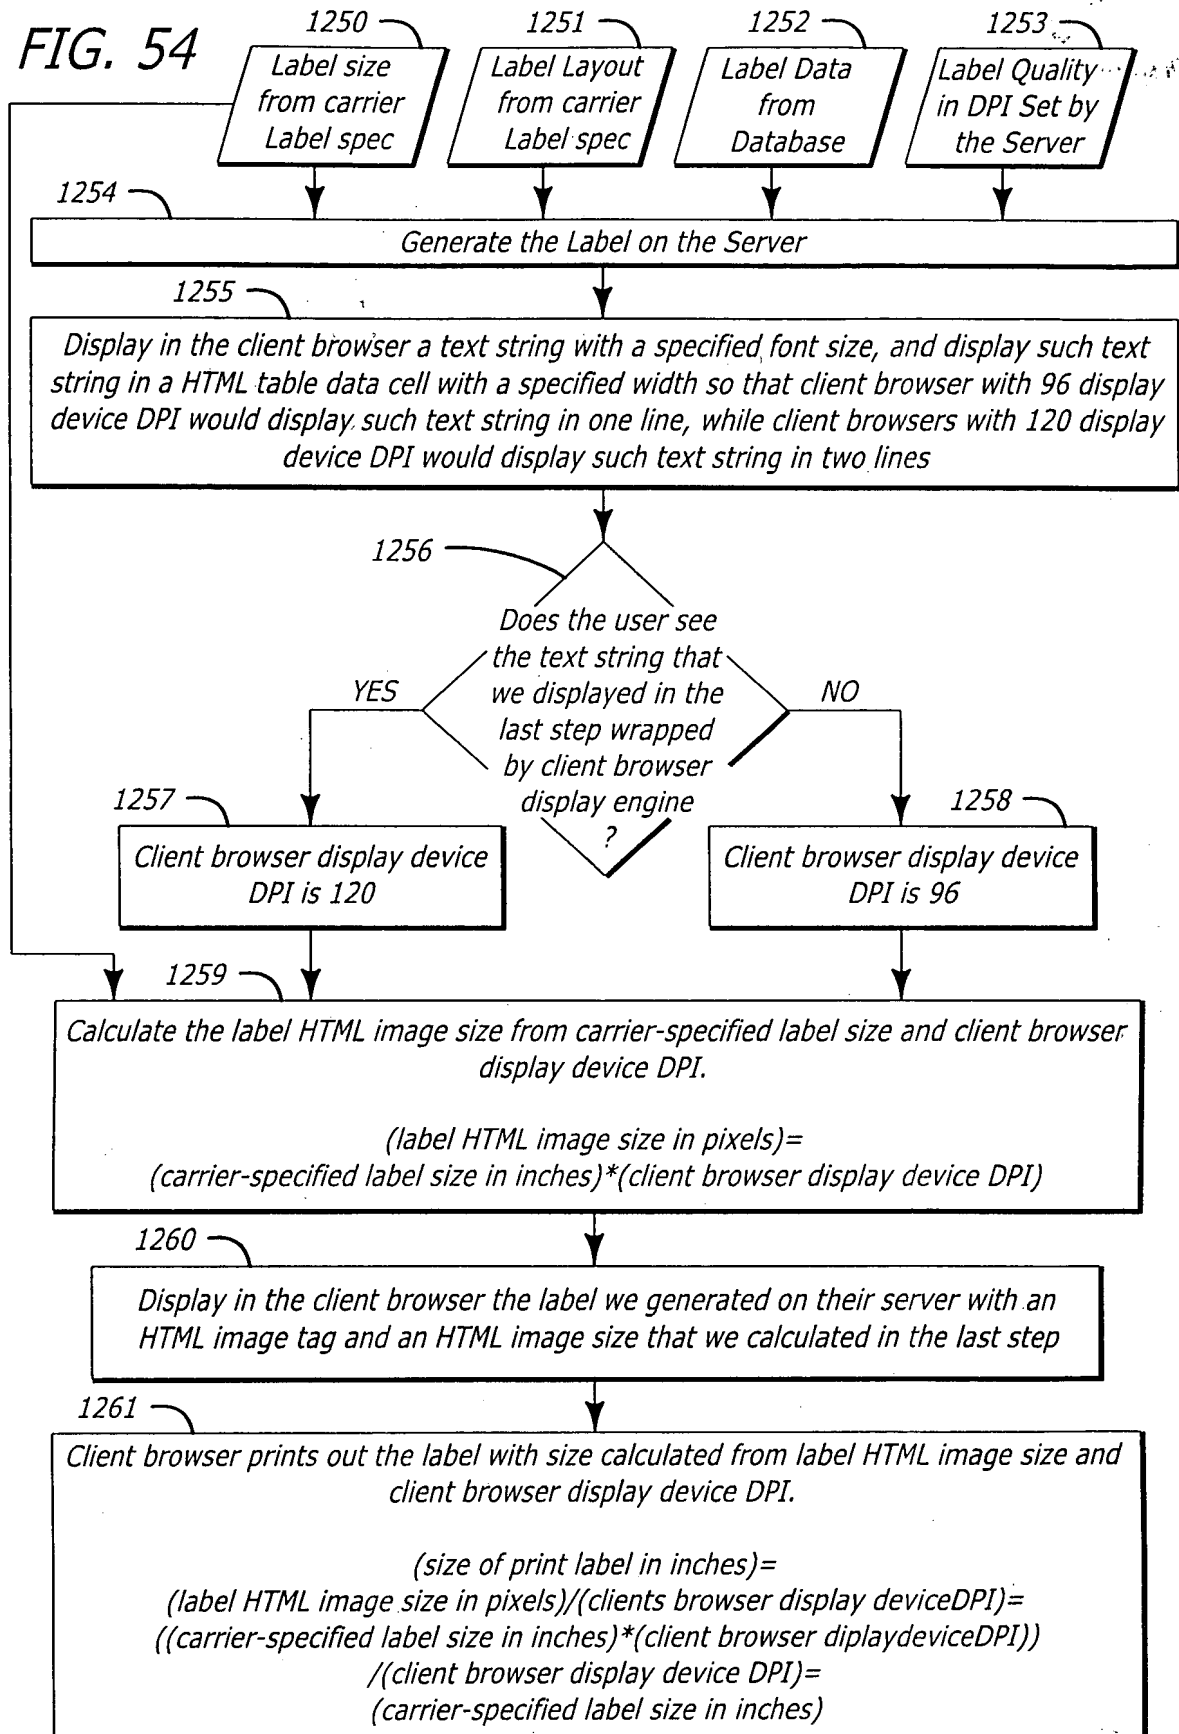 FIG. 54
1250
1251
1252
1253
Label size
from carrier
Label spec
Label Layout
from carrier
Label spec
Label Data
from
Database
Label Quality
in DPI Set by
the Server
1254
Generate the Label on the Server
1255
Display in the client browser a text string with a specified font size, and display such text
string in a HTML table data cell with a specified width so that client browser with 96 display
device DPI would display such text string in one line, while client browsers with 120 display
device DPI would display such text string in two lines
1256
Does the user see
the text string that
we displayed in the
last step wrapped
by client browser
display engine
?
YES
NO
1257
Client browser display device
DPI is 120
1258
Client browser display device
DPI is 96
1259
Calculate the label HTML image size from carrier-specified label size and client browser
display device DPI.
(label HTML image size in pixels)=
(carrier-specified label size in inches)*(client browser display device DPI)
1260
Display in the client browser the label we generated on their server with an
HTML image tag and an HTML image size that we calculated in the last step
1261
Client browser prints out the label with size calculated from label HTML image size and
client browser display device DPI.
(size of print label in inches)=
(label HTML image size in pixels)/(clients browser display deviceDPI)=
((carrier-specified label size in inches)*(client browser diplaydeviceDPI))
/(client browser display device DPI)=
(carrier-specified label size in inches)